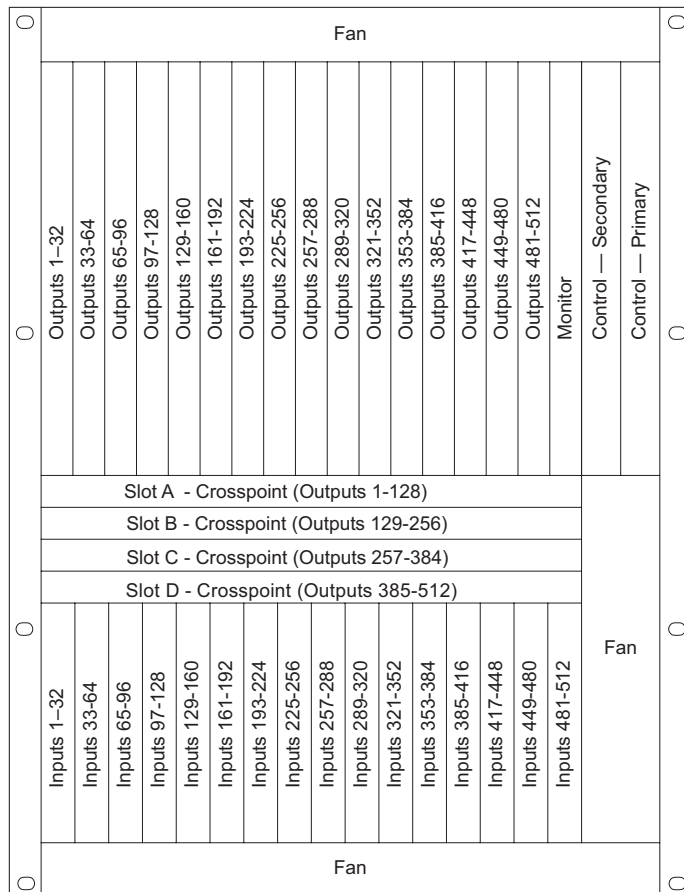 Fan
Outputs 1–32
Outputs 33-64
Outputs 65-96
Outputs 97-128
Outputs 129-160
Outputs 161-192
Outputs 193-224
Outputs 225-256
Outputs 257-288
Outputs 289-320
Outputs 321-352
Outputs 353-384
Outputs 385-416
Outputs 417-448
Outputs 449-480
Outputs 481-512
Monitor
Control — Secondary
Control — Primary
Slot A - Crosspoint (Outputs 1-128)
Slot B - Crosspoint (Outputs 129-256)
Slot C - Crosspoint (Outputs 257-384)
Slot D - Crosspoint (Outputs 385-512)
Inputs 1–32
Inputs 33-64
Inputs 65-96
Inputs 97-128
Inputs 129-160
Inputs 161-192
Inputs 193-224
Inputs 225-256
Inputs 257-288
Inputs 289-320
Inputs 321-352
Inputs 353-384
Inputs 385-416
Inputs 417-448
Inputs 449-480
Inputs 481-512
Fan
Fan